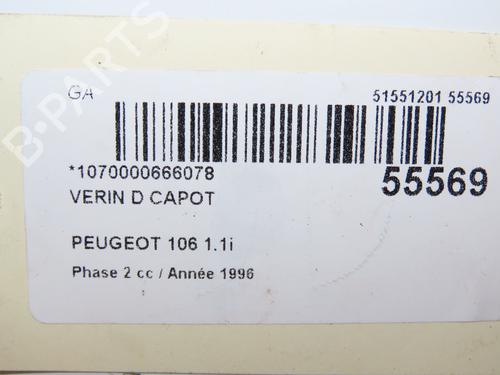 B-PARTS
GA
51551201 55569
*1070000666078
55569
VERIN D CAPOT
PEUGEOT 106 1.1i
Phase 2 cc / Année 1996